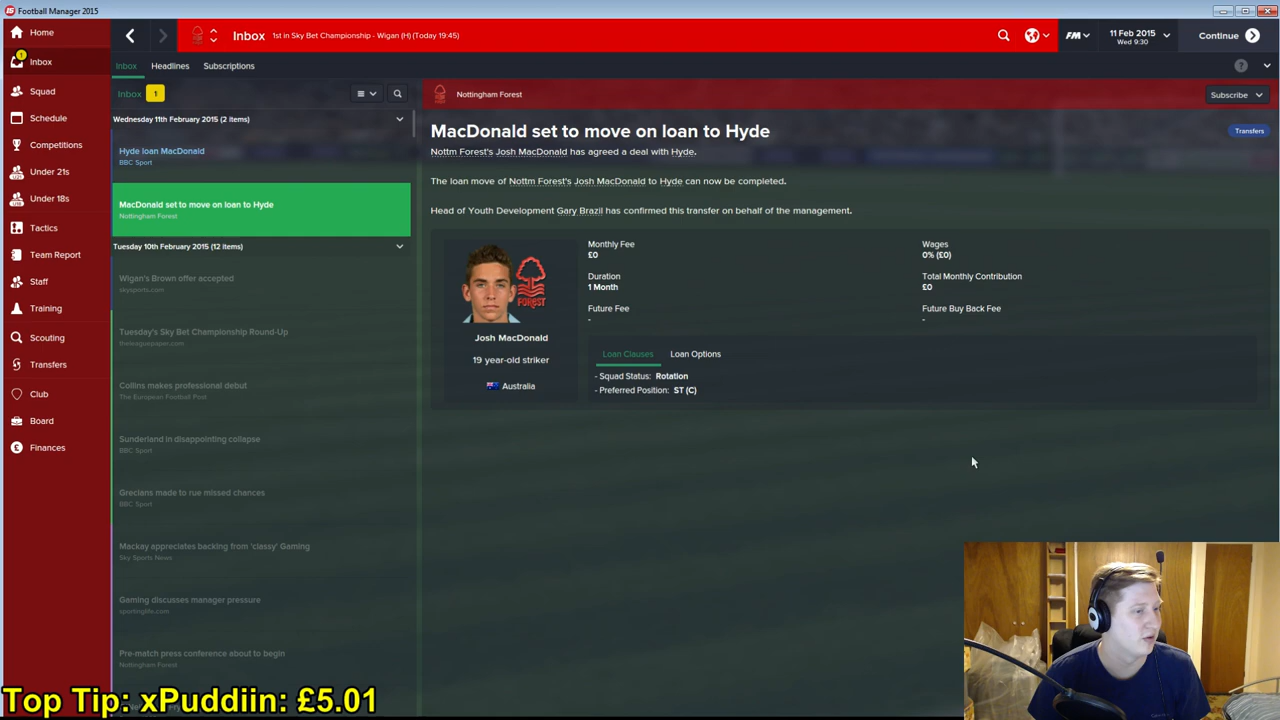 Football Manager 2015
Home
Inbox
1st in Sky Bet Championship - Wigan (H) (Today 19:45)
FM
11 Feb 2015
Wed 9:30
Continue
1
Inbox
Squad
Schedule
Competitions
Under 21s
Under 18s
Tactics
Team Report
Staff
Training
Scouting
Transfers
Club
Board
Finances
Inbox
Headlines
Subscriptions
Inbox 1
Wednesday 11th February 2015 (2 items)
Hyde loan MacDonald
BBC Sport
MacDonald set to move on loan to Hyde
Nottingham Forest
Tuesday 10th February 2015 (12 items)
Wigan's Brown offer accepted
skysports.com
Tuesday's Sky Bet Championship Round-Up
theleaguepaper.com
Collins makes professional debut
The European Football Post
Sunderland in disappointing collapse
BBC Sport
Grecians made to rue missed chances
BBC Sport
Mackay appreciates backing from 'classy' Gaming
Sky Sports News
Gaming discusses manager pressure
sportinglife.com
Pre-match press conference about to begin
Nottingham Forest
Nottingham Forest
Subscribe
MacDonald set to move on loan to Hyde
Transfers
Nottm Forest's Josh MacDonald has agreed a deal with Hyde.
The loan move of Nottm Forest's Josh MacDonald to Hyde can now be completed.
Head of Youth Development Gary Brazil has confirmed this transfer on behalf of the management.
FOREST
Josh MacDonald
19 year-old striker
Australia
Monthly Fee
£0
Duration
1 Month
Future Fee
-
Wages
0% (£0)
Total Monthly Contribution
£0
Future Buy Back Fee
-
Loan Clauses
Loan Options
- Squad Status: Rotation
- Preferred Position: ST (C)
Top Tip: xPuddiin: £5.01